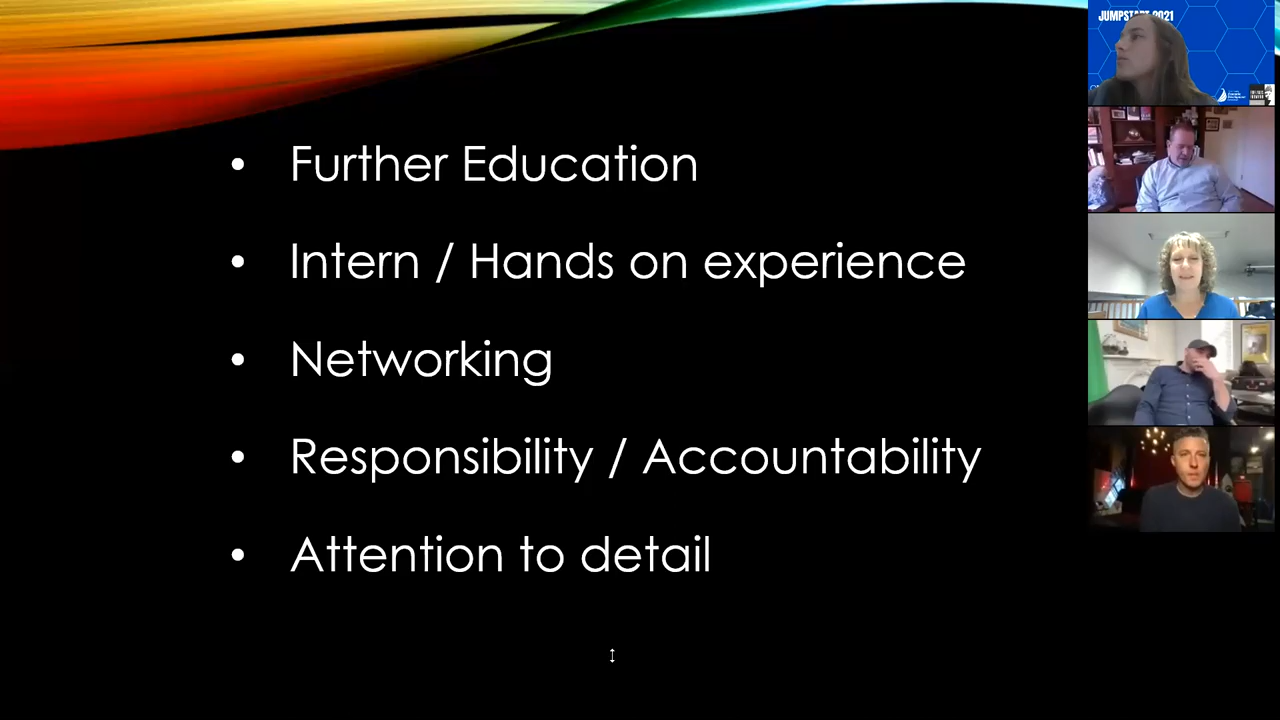 • Further Education
• Intern / Hands on experience
• Networking
• Responsibility / Accountability
• Attention to detail
JUMPSTART 2021